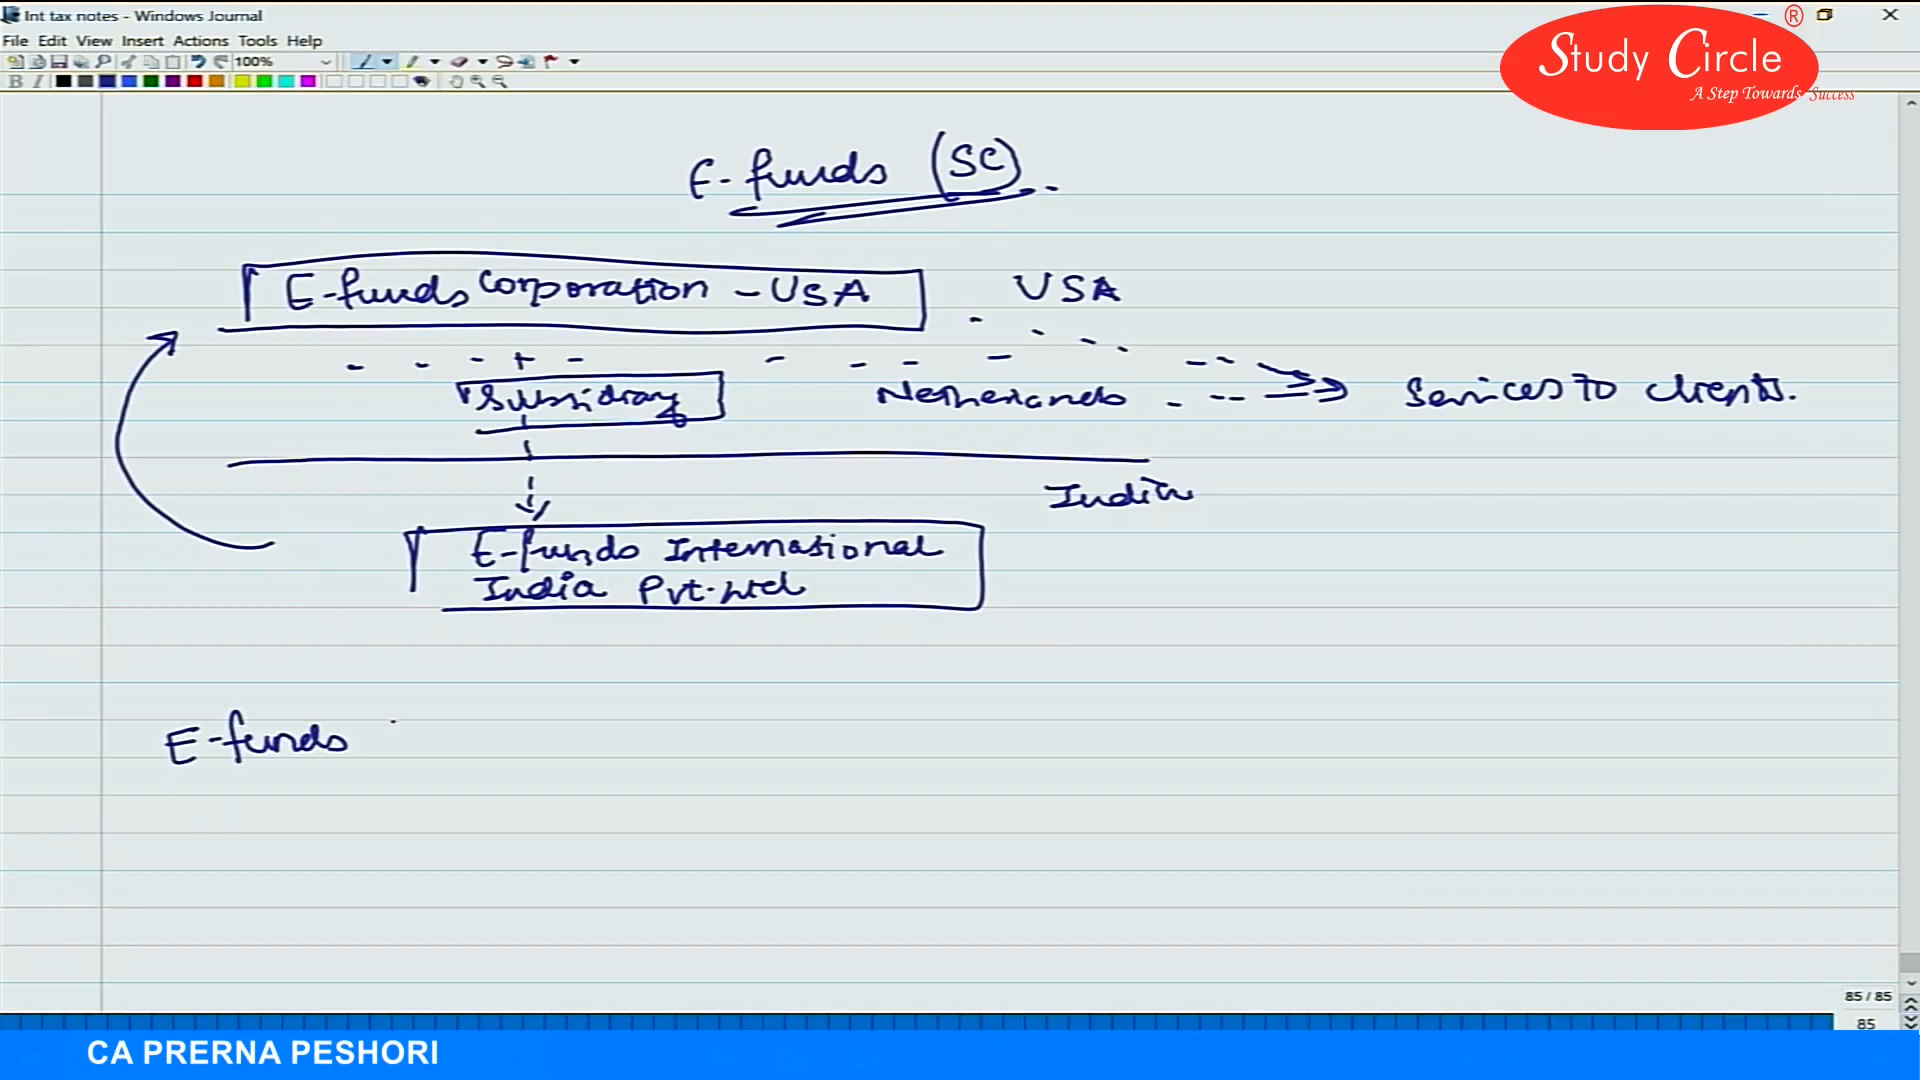 Int tax notes - Windows Journal
File Edit View Insert Actions Tools Help
100%
B I
Study Circle ®
A Step Towards Success
E-funds (SC)
E-funds Corporation - USA
USA
Subsidiary
Netherlands
Services to clients.
India
E-funds International
India Pvt. Ltd
E-funds
85 / 85
85
CA PRERNA PESHORI